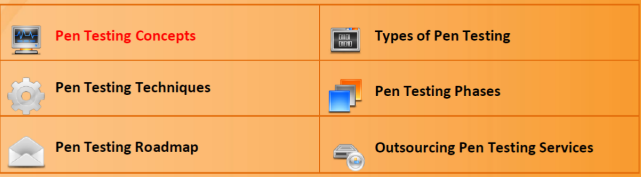 Pen Testing Concepts
Types of Pen Testing
Pen Testing Techniques
Pen Testing Phases
Pen Testing Roadmap
Outsourcing Pen Testing Services